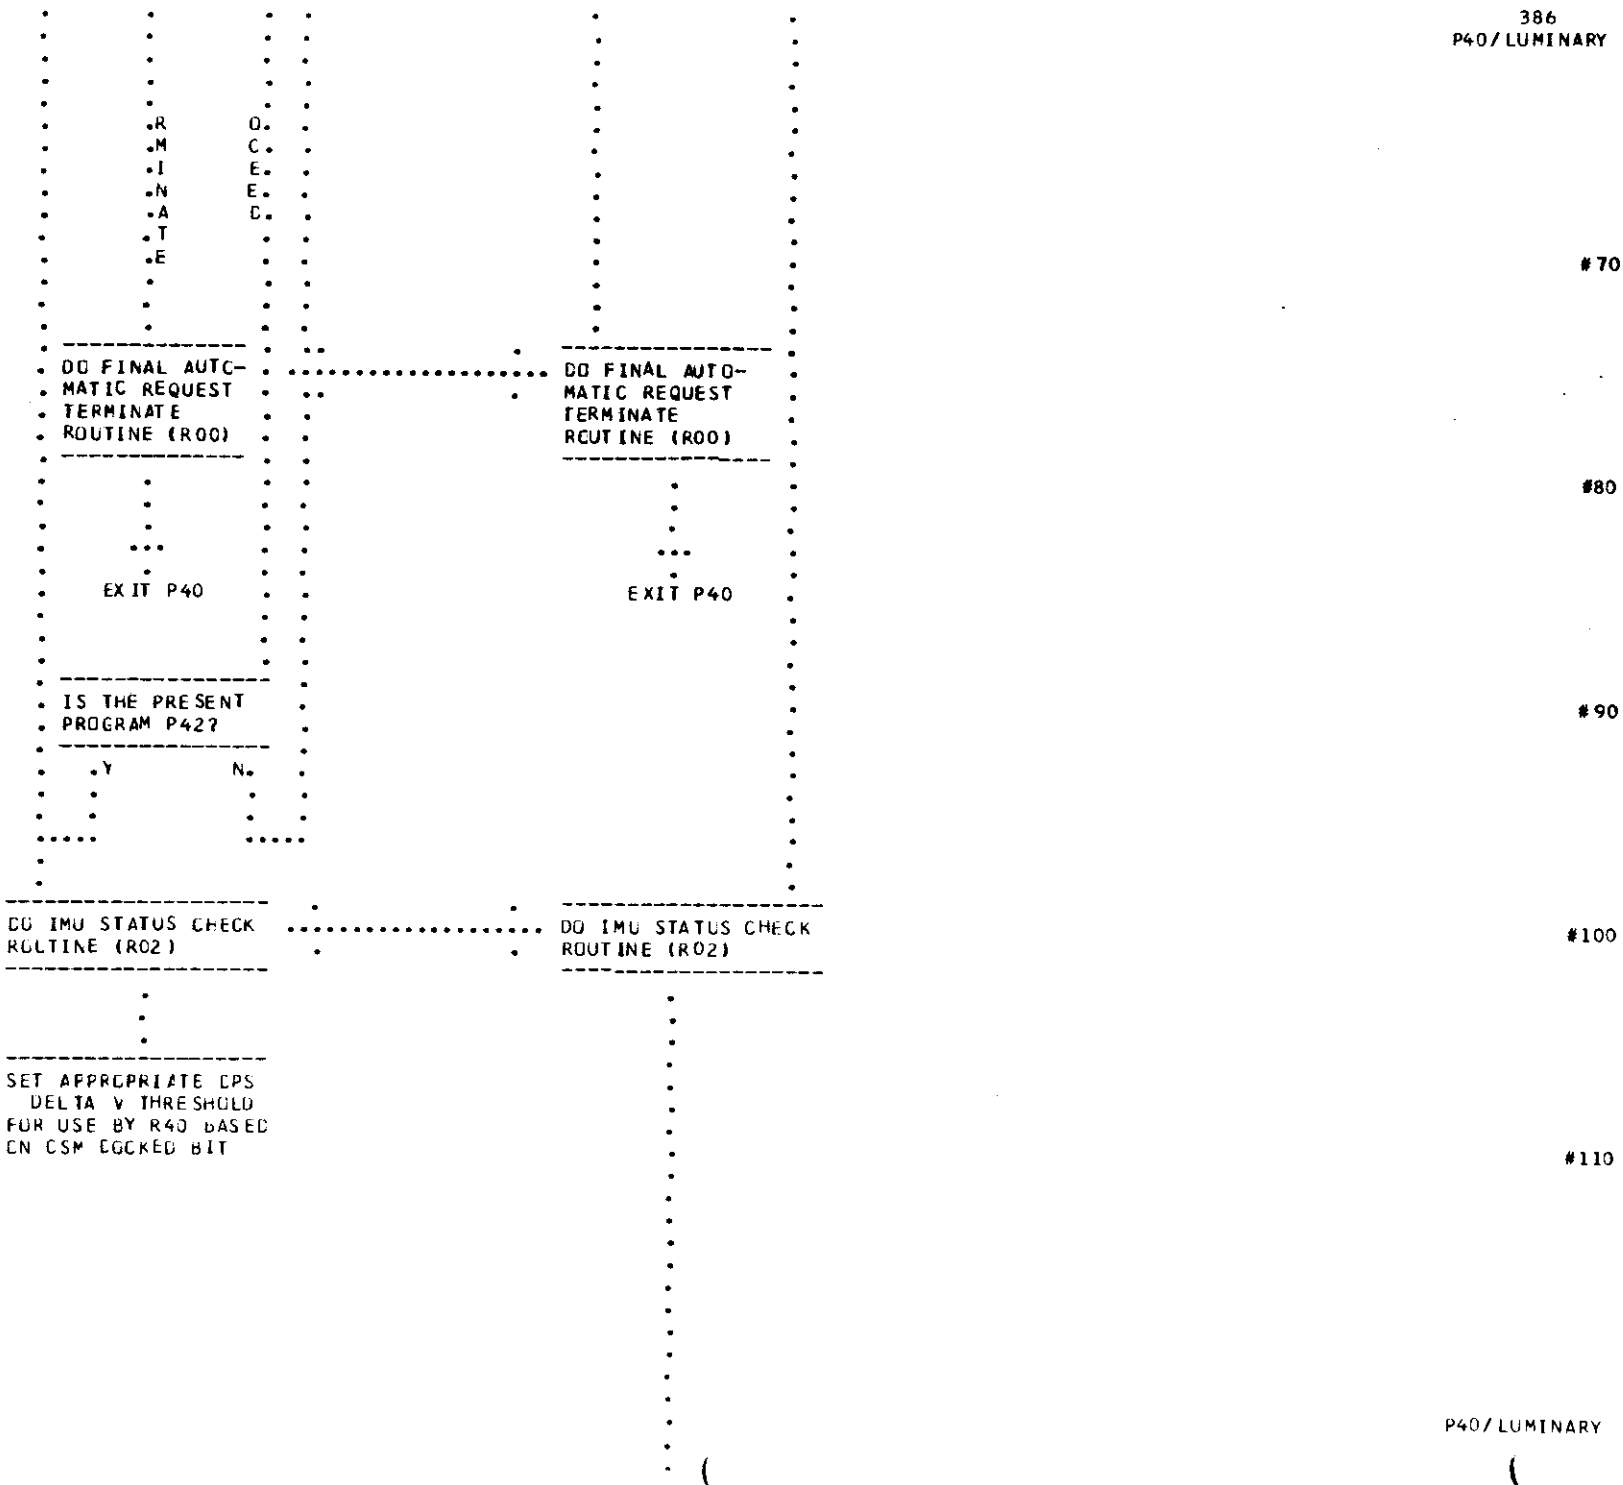 386
P40/LUMINARY
.R O.
.M C.
.I E.
.N E.
.A D.
.T
.E
#70
DO FINAL AUTO-
MATIC REQUEST
TERMINATE
ROUTINE (R00)
DO FINAL AUTO-
MATIC REQUEST
TERMINATE
ROUTINE (R00)
#80
EXIT P40
EXIT P40
IS THE PRESENT
PROGRAM P42?
#90
.Y N.
DO IMU STATUS CHECK
ROUTINE (R02)
DO IMU STATUS CHECK
ROUTINE (R02)
#100
SET APPROPRIATE DPS
DELTA V THRESHOLD
FOR USE BY R40 BASED
ON CSM DOCKED BIT
#110
P40/LUMINARY
( (